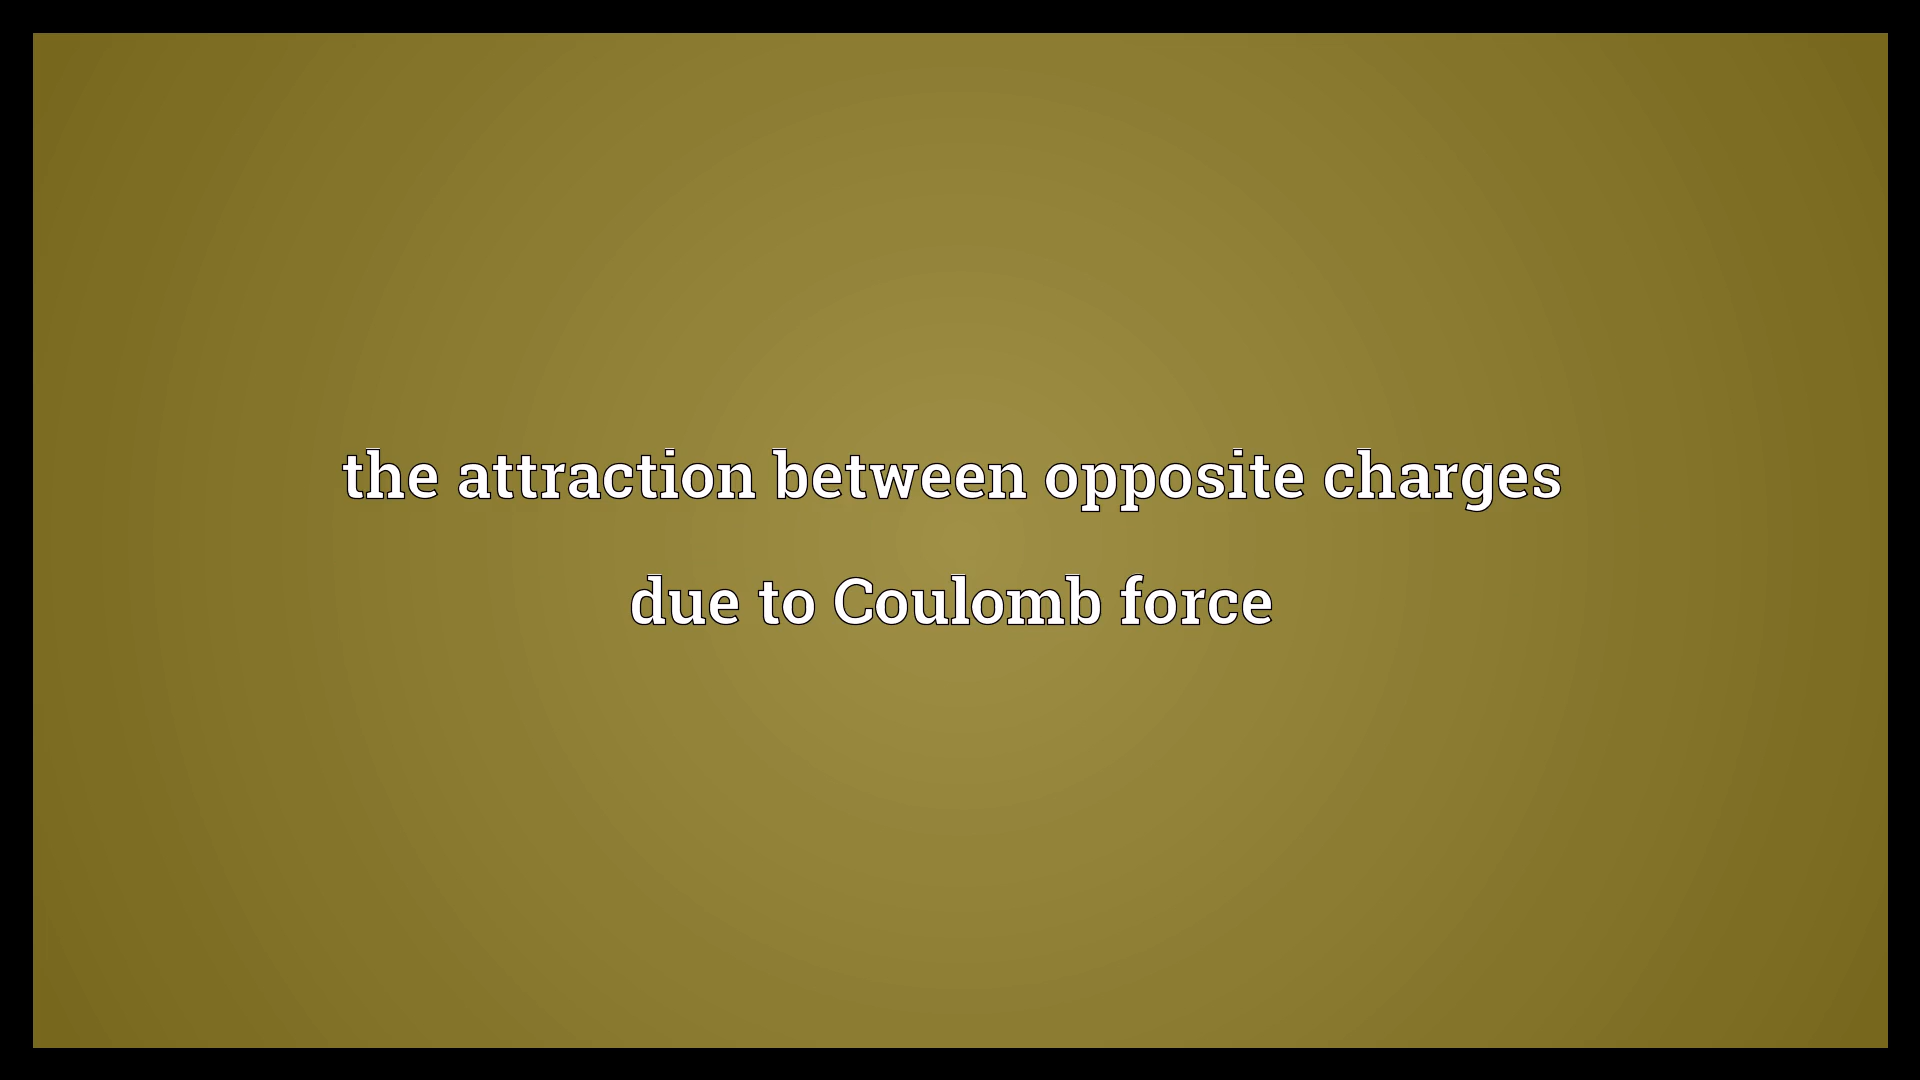 the attraction between opposite charges
due to Coulomb force